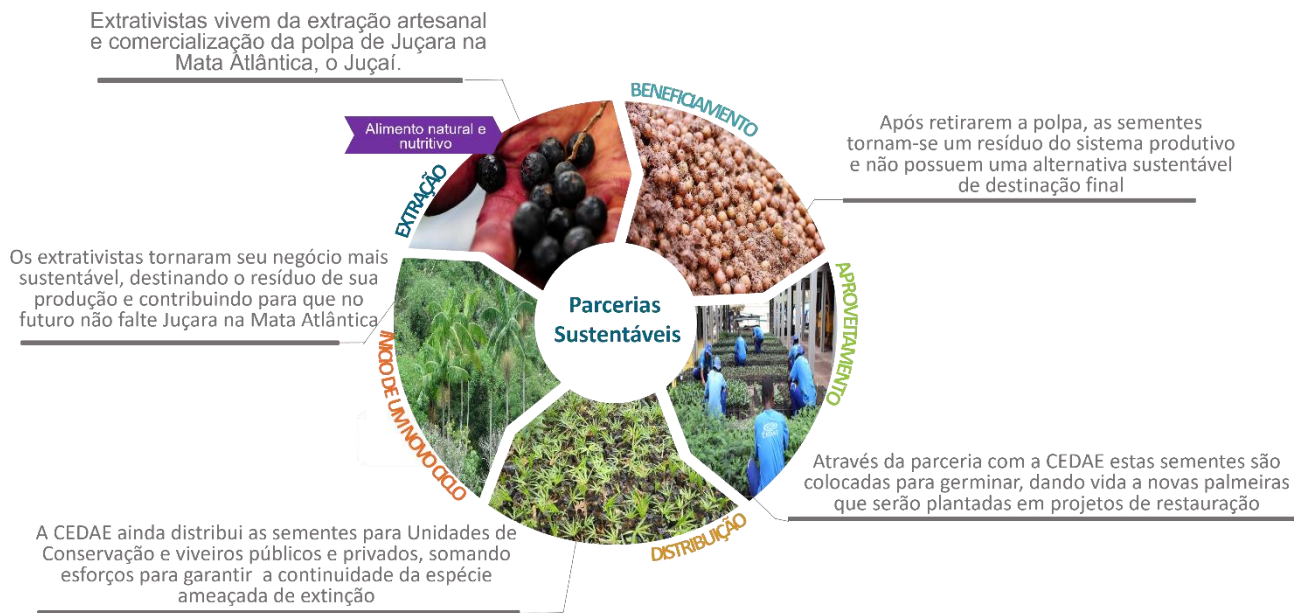 Extrativistas vivem da extração artesanal
e comercialização da polpa de Juçara na
Mata Atlântica, o Juçaí.
Alimento natural e
nutritivo
EXTRAÇÃO
BENEFICIAMENTO
Após retirarem a polpa, as sementes
tornam-se um resíduo do sistema produtivo
e não possuem uma alternativa sustentável
de destinação final
Os extrativistas tornaram seu negócio mais
sustentável, destinando o resíduo de sua
produção e contribuindo para que no
futuro não falte Juçara na Mata Atlântica
Parcerias
Sustentáveis
APROVEITAMENTO
INÍCIO DE UM NOVO CICLO
CEDAE
Através da parceria com a CEDAE estas sementes são
colocadas para germinar, dando vida a novas palmeiras
que serão plantadas em projetos de restauração
DISTRIBUIÇÃO
A CEDAE ainda distribui as sementes para Unidades de
Conservação e viveiros públicos e privados, somando
esforços para garantir a continuidade da espécie
ameaçada de extinção